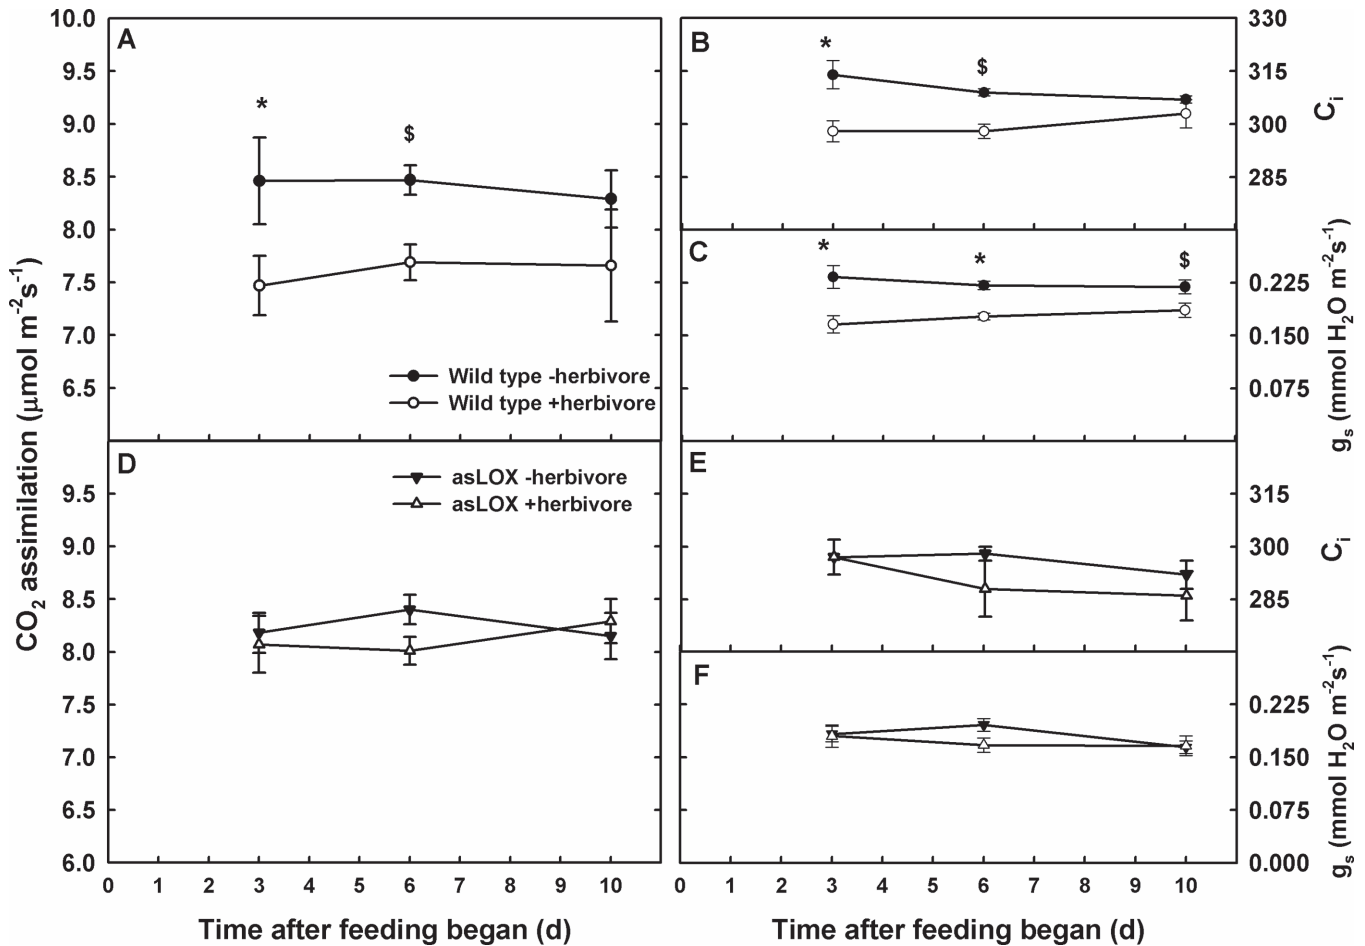 A
10.0
9.5
9.0
8.5
8.0
7.5
7.0
6.5
*
$
Wild type -herbivore
Wild type +herbivore
B
*
$
330
315
300
285
Ci
C
*
*
$
0.225
0.150
0.075
gs (mmol H2O m-2s-1)
CO2 assimilation (μmol m-2s-1)
D
9.5
9.0
8.5
8.0
7.5
7.0
6.5
6.0
asLOX -herbivore
asLOX +herbivore
0 1 2 3 4 5 6 7 8 9 10
Time after feeding began (d)
E
315
300
285
Ci
F
0.225
0.150
0.075
0.000
gs (mmol H2O m-2s-1)
0 1 2 3 4 5 6 7 8 9 10
Time after feeding began (d)